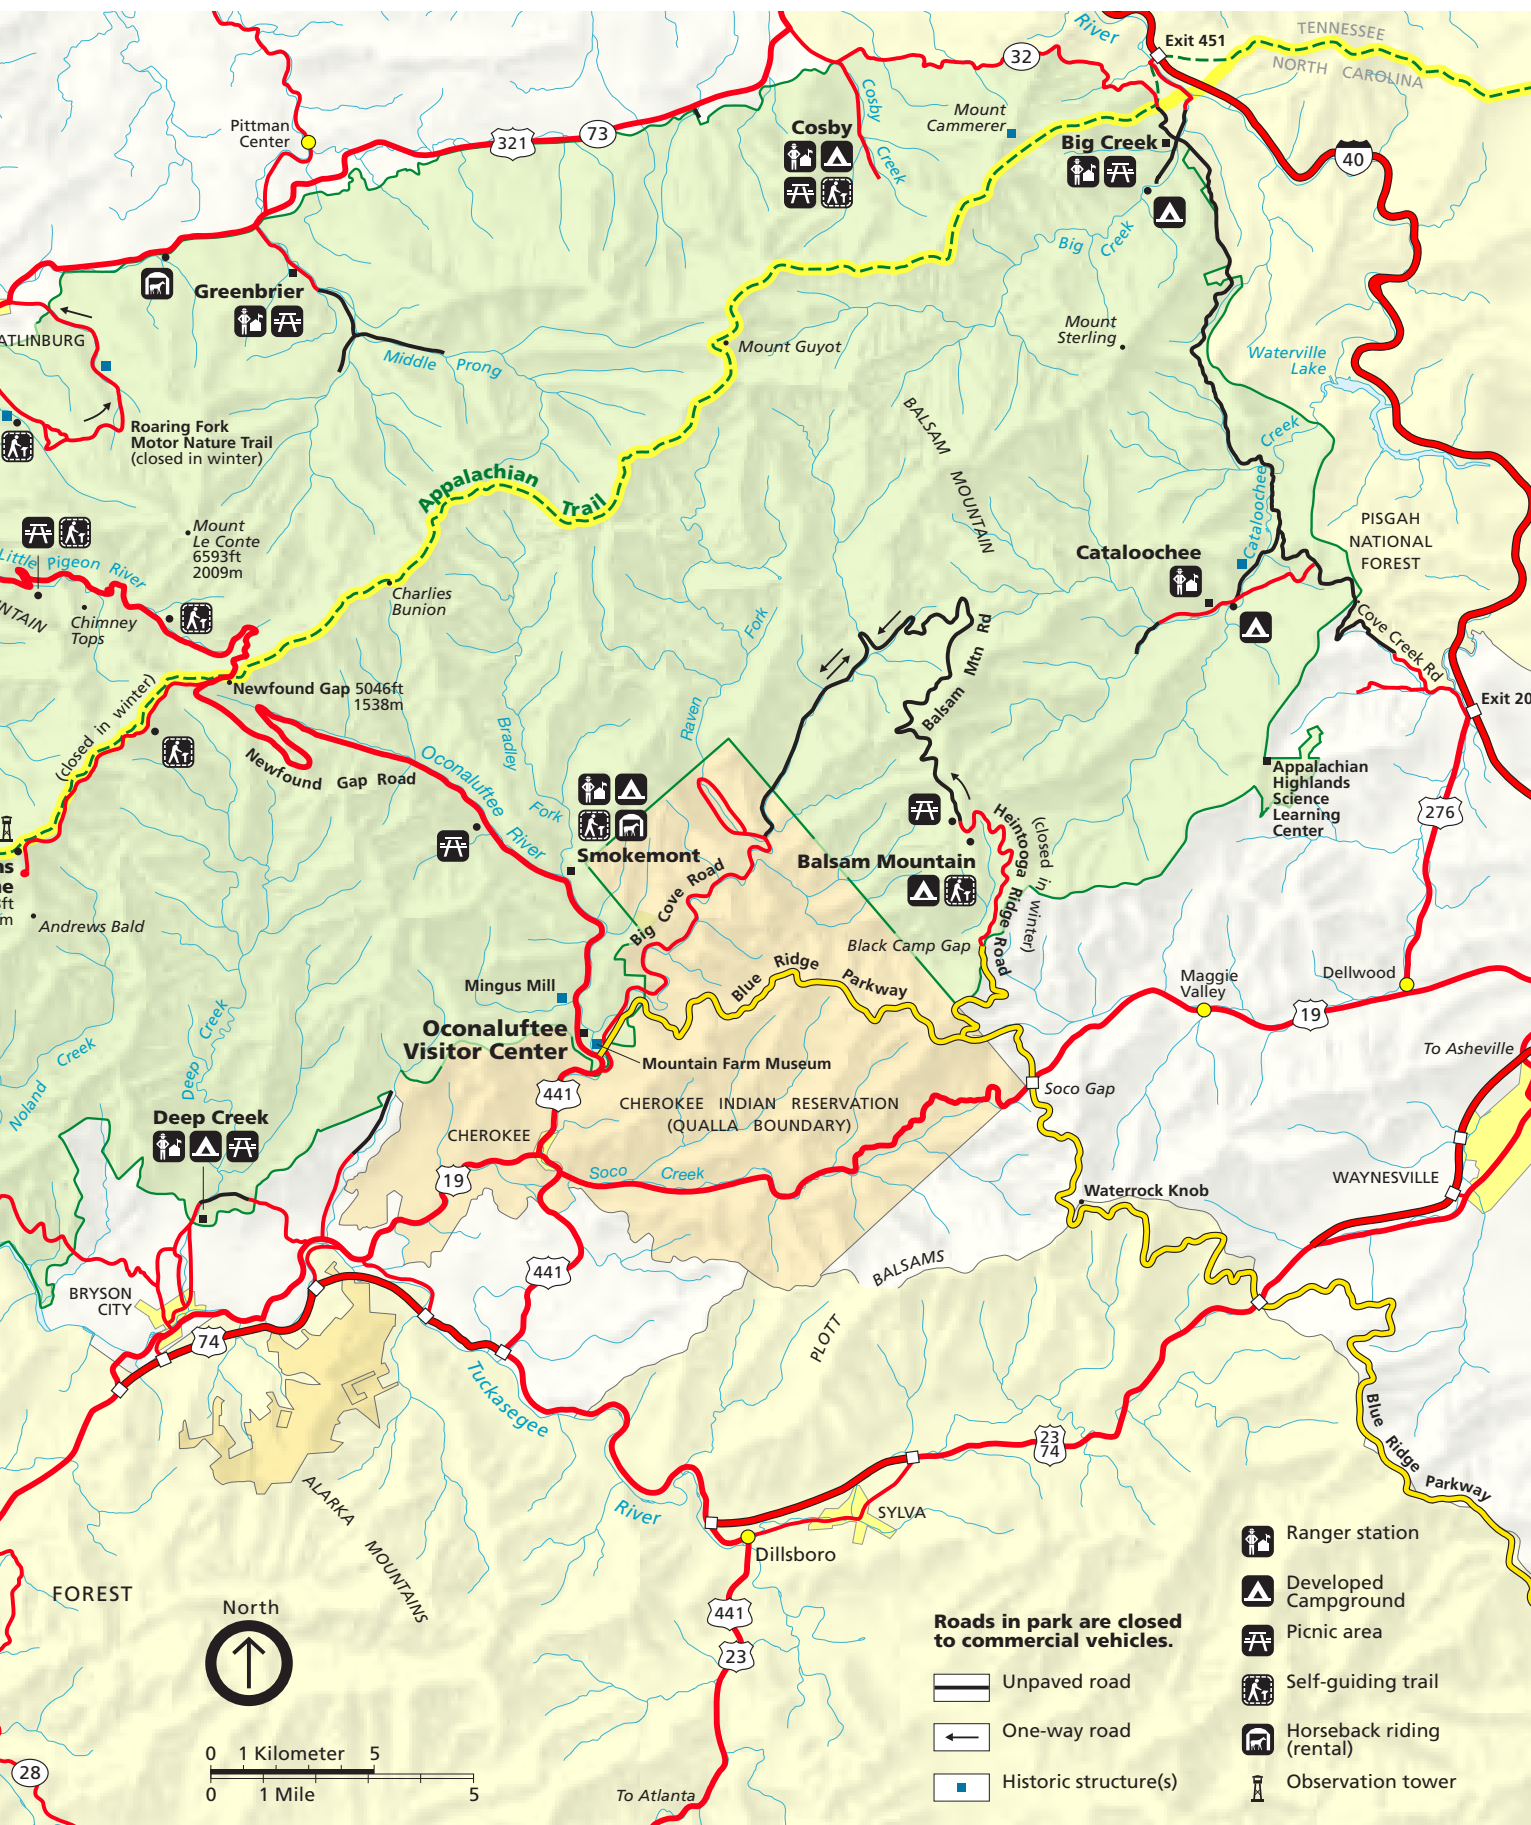 River
Exit 451
TENNESSEE
NORTH CAROLINA
32
Pittman
Center
321
73
Cosby
Cosby
Creek
Mount
Cammerer
Big Creek
40
Big Creek
Greenbrier
ATLINBURG
Middle Prong
Mount Guyot
Mount
Sterling
Waterville
Lake
Roaring Fork
Motor Nature Trail
(closed in winter)
BALSAM MOUNTAIN
Creek
Cataloochee
Appalachian Trail
Mount
Le Conte
6593ft
2009m
PISGAH
NATIONAL
FOREST
Little Pigeon River
Cataloochee
NTAIN
Chimney
Tops
Charlies
Bunion
Fork
Raven
Balsam Mtn Rd
Cove Creek Rd
Newfound Gap 5046ft
1538m
Exit 20
(closed in winter)
Newfound Gap Road
Bradley
Fork
Oconaluftee
River
Appalachian
Highlands
Science
Learning
Center
276
Heintooga Ridge Road
(closed in winter)
Smokemont
Balsam Mountain
ns
ne
ft
m
Andrews Bald
Big Cove Road
Black Camp Gap
Blue Ridge Parkway
Mingus Mill
Maggie
Valley
Dellwood
19
Oconaluftee
Visitor Center
Mountain Farm Museum
To Asheville
Noland Creek
Deep Creek
441
Soco Gap
CHEROKEE INDIAN RESERVATION
(QUALLA BOUNDARY)
Deep Creek
CHEROKEE
19
Soco Creek
WAYNESVILLE
Waterrock Knob
441
PLOTT BALSAMS
BRYSON
CITY
74
Tuckasegee
River
Blue Ridge Parkway
23
74
ALARKA MOUNTAINS
SYLVA
Dillsboro
FOREST
North
441
23
Roads in park are closed
to commercial vehicles.
Unpaved road
One-way road
Historic structure(s)
Ranger station
Developed
Campground
Picnic area
Self-guiding trail
Horseback riding
(rental)
Observation tower
0 1 Kilometer 5
0 1 Mile 5
28
To Atlanta